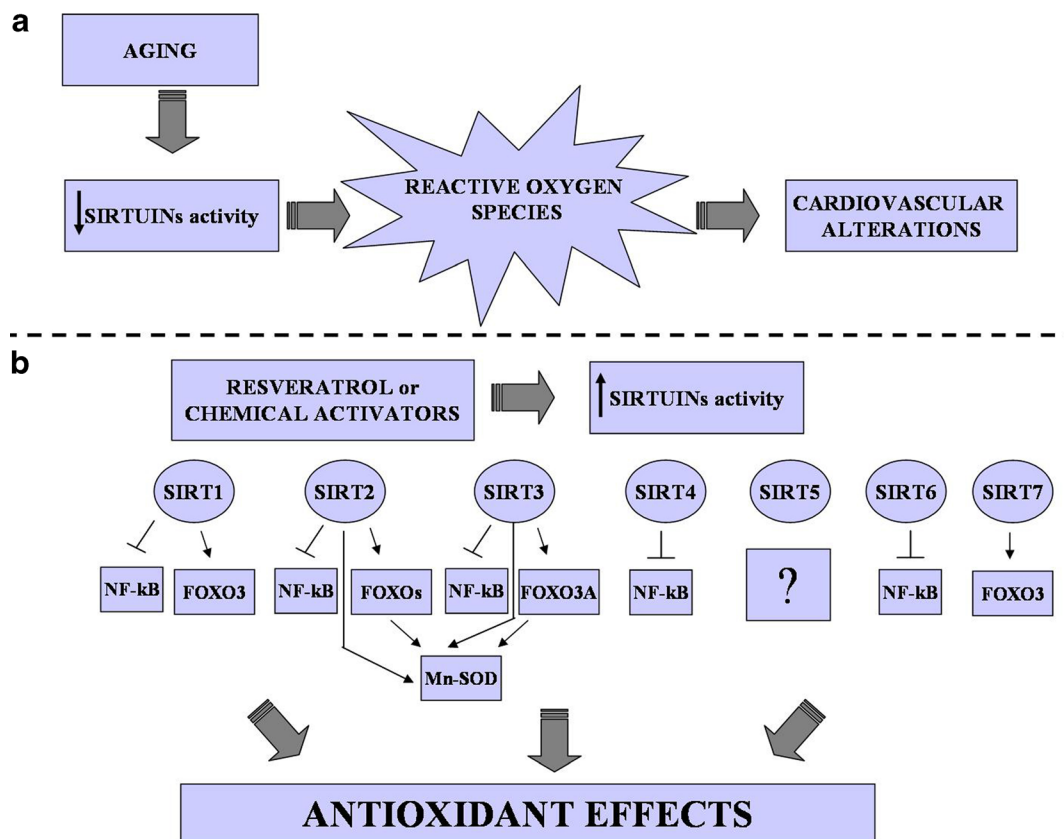 a
AGING
↓SIRTUINs activity
REACTIVE OXYGEN
SPECIES
CARDIOVASCULAR
ALTERATIONS
b
RESVERATROL or
CHEMICAL ACTIVATORS
↑SIRTUINs activity
SIRT1
SIRT2
SIRT3
SIRT4
SIRT5
SIRT6
SIRT7
NF-kB
FOXO3
NF-kB
FOXOs
NF-kB
FOXO3A
NF-kB
?
NF-kB
FOXO3
Mn-SOD
ANTIOXIDANT EFFECTS